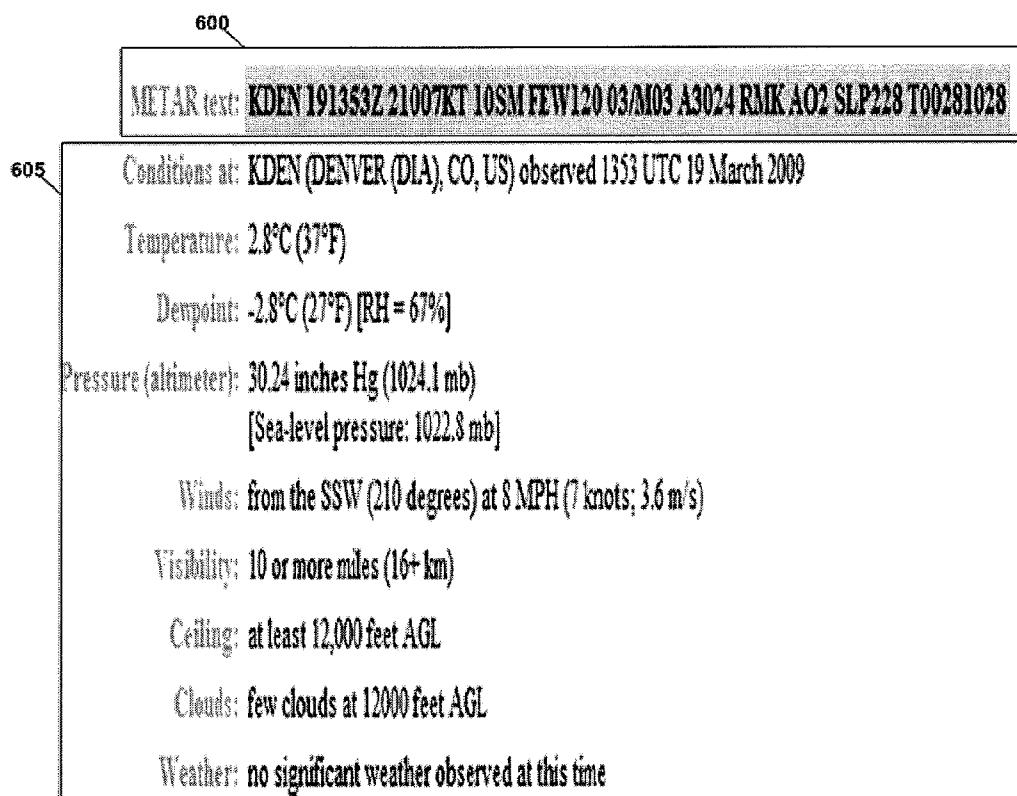 600
METAR text: KDEN 191353Z 21007KT 10SM FEW120 03/M03 A3024 RMK AO2 SLP228 T00281028
605
Conditions at: KDEN (DENVER (DIA), CO, US) observed 1353 UTC 19 March 2009
Temperature: 2.8°C (37°F)
Dewpoint: -2.8°C (27°F) [RH = 67%]
Pressure (altimeter): 30.24 inches Hg (1024.1 mb)
[Sea-level pressure: 1022.8 mb]
Winds: from the SSW (210 degrees) at 8 MPH (7 knots; 3.6 m/s)
Visibility: 10 or more miles (16+ km)
Ceiling: at least 12,000 feet AGL
Clouds: few clouds at 12000 feet AGL
Weather: no significant weather observed at this time